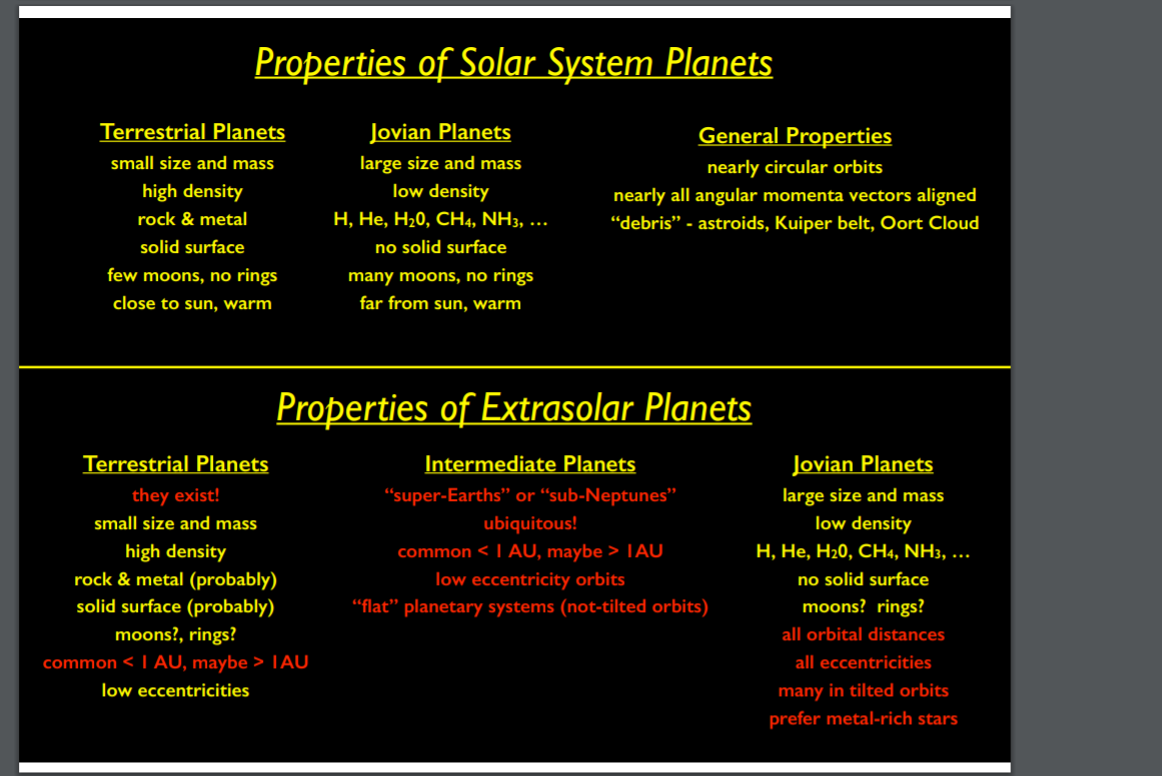 Properties of Solar System Planets
Terrestrial Planets
small size and mass
high density
rock & metal
solid surface
few moons, no rings
close to sun, warm
Jovian Planets
large size and mass
low density
H, He, H₂0, CH₄, NH₃, …
no solid surface
many moons, no rings
far from sun, warm
General Properties
nearly circular orbits
nearly all angular momenta vectors aligned
“debris” - astroids, Kuiper belt, Oort Cloud
Properties of Extrasolar Planets
Terrestrial Planets
they exist!
small size and mass
high density
rock & metal (probably)
solid surface (probably)
moons?, rings?
common < 1 AU, maybe > 1AU
low eccentricities
Intermediate Planets
“super-Earths” or “sub-Neptunes”
ubiquitous!
common < 1 AU, maybe > 1AU
low eccentricity orbits
“flat” planetary systems (not-tilted orbits)
Jovian Planets
large size and mass
low density
H, He, H₂0, CH₄, NH₃, …
no solid surface
moons? rings?
all orbital distances
all eccentricities
many in tilted orbits
prefer metal-rich stars